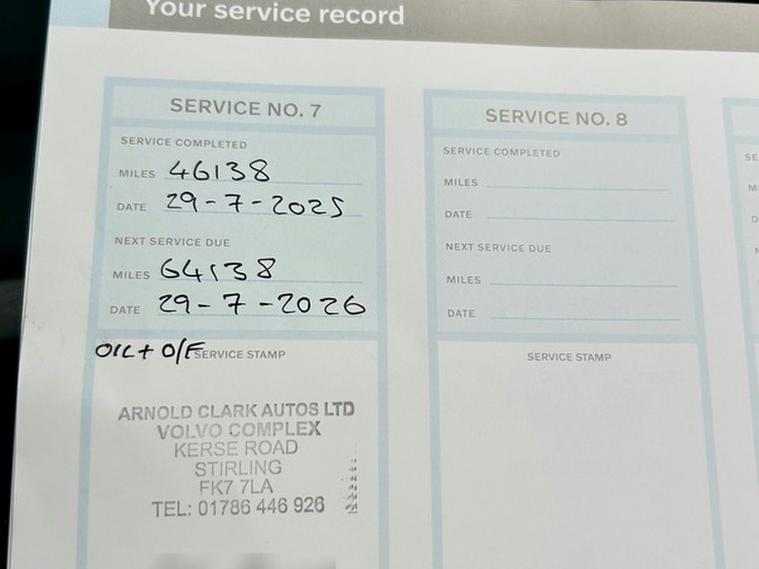 Your service record
SERVICE NO. 7
SERVICE COMPLETED
MILES 46138
DATE 29-7-2025
NEXT SERVICE DUE
MILES 64138
DATE 29-7-2026
OIL + O/F SERVICE STAMP
ARNOLD CLARK AUTOS LTD
VOLVO COMPLEX
KERSE ROAD
STIRLING
FK7 7LA
TEL: 01786 446 926
SERVICE NO. 8
SERVICE COMPLETED
MILES
DATE
NEXT SERVICE DUE
MILES
DATE
SERVICE STAMP
SE
M
D